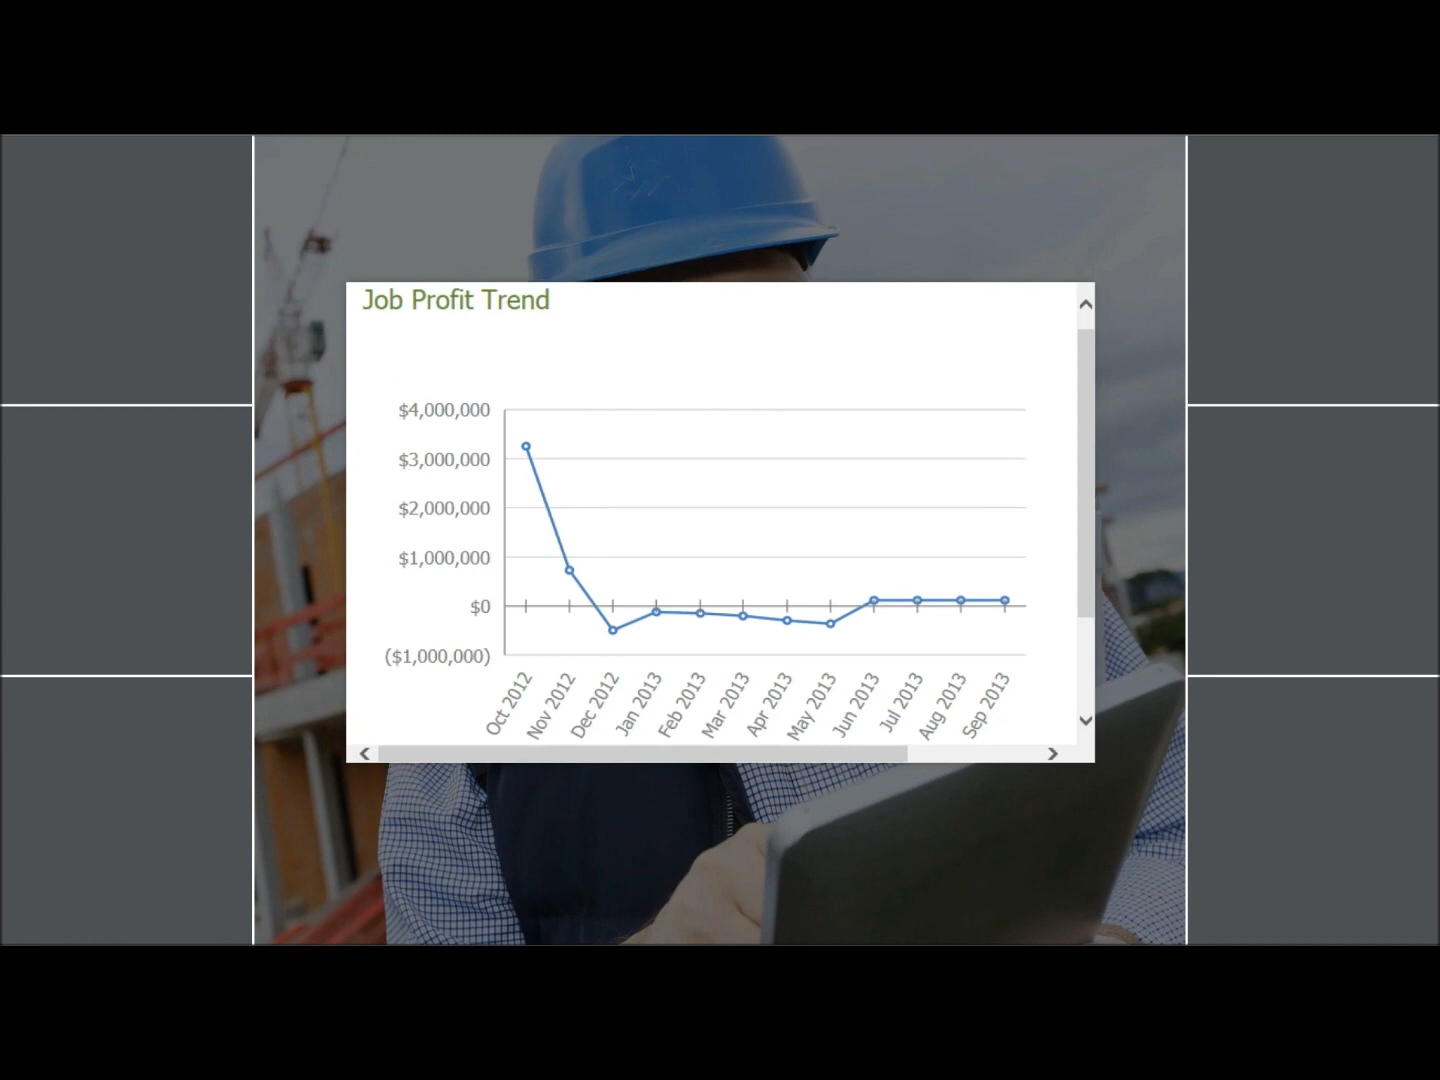 Job Profit Trend
$4,000,000
$3,000,000
$2,000,000
$1,000,000
$0
($1,000,000)
Oct 2012
Nov 2012
Dec 2012
Jan 2013
Feb 2013
Mar 2013
Apr 2013
May 2013
Jun 2013
Jul 2013
Aug 2013
Sep 2013